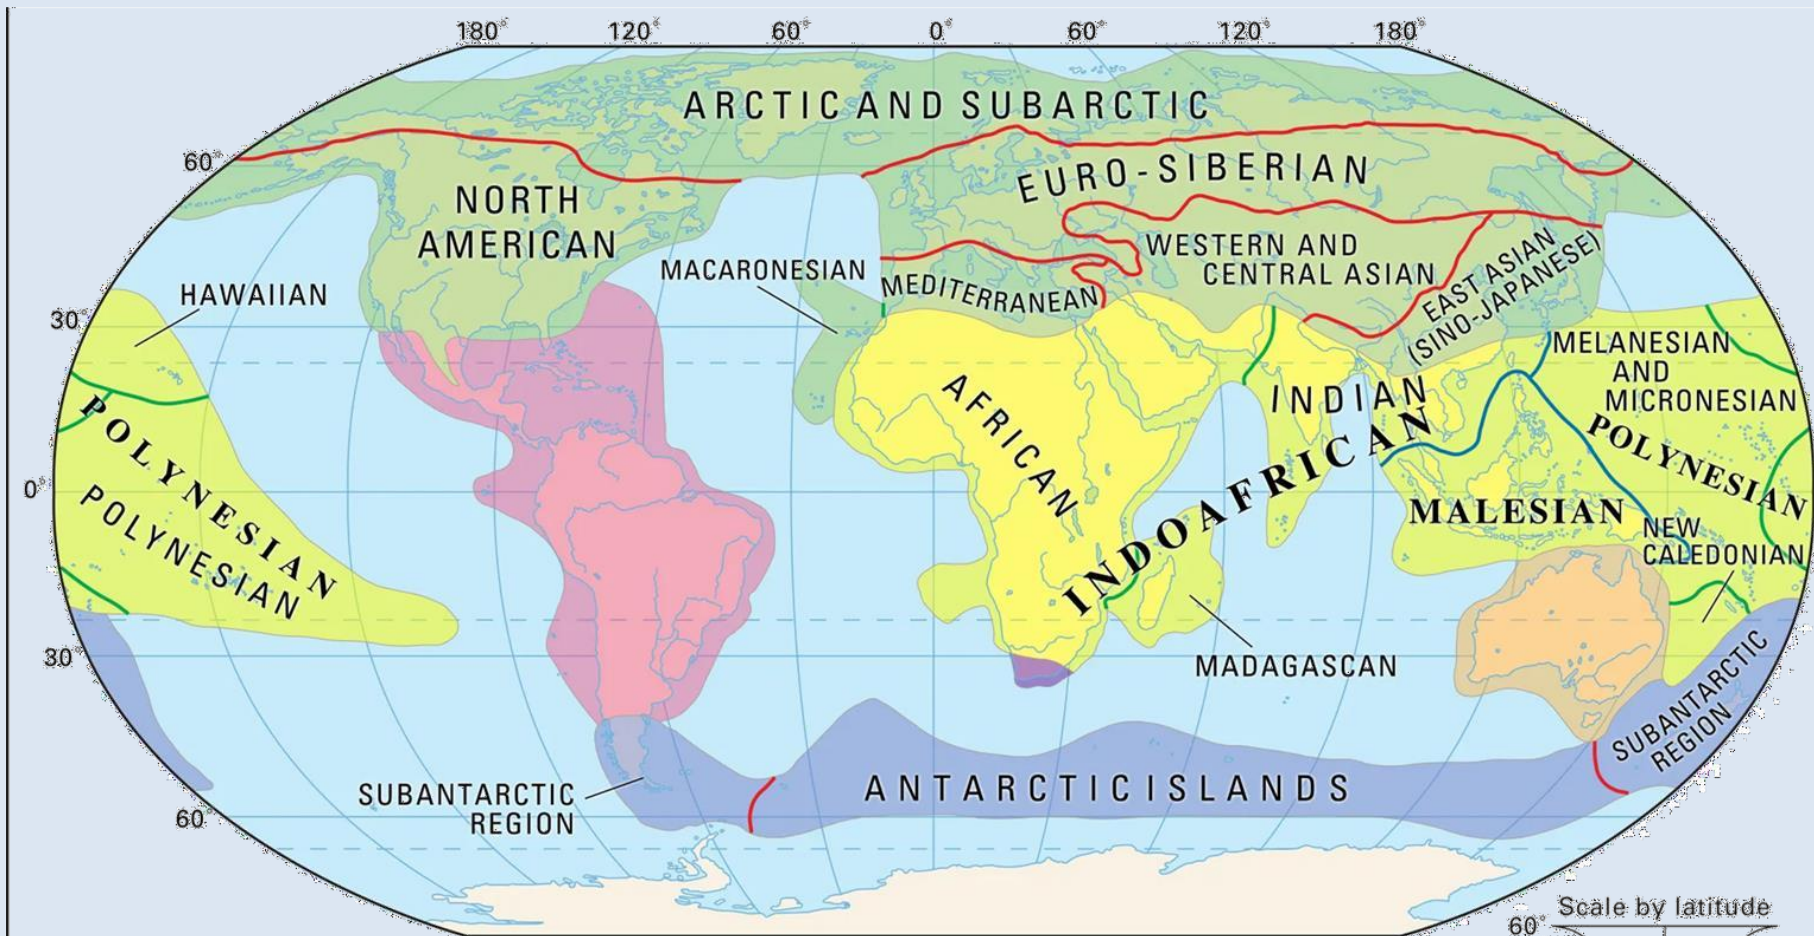 180° 120° 60° 0° 60° 120° 180°
ARCTIC AND SUBARCTIC
60°
EURO-SIBERIAN
NORTH
AMERICAN
WESTERN AND
CENTRAL ASIAN
EAST ASIAN
(SINO-JAPANESE)
MACARONESIAN
MEDITERRANEAN
HAWAIIAN
30°
MELANESIAN
AND
MICRONESIAN
AFRICAN
INDIAN
POLYNESIAN
POLYNESIAN
INDOAFRICAN
0°
POLYNESIAN
MALESIAN
NEW
CALEDONIAN
30°
MADAGASCAN
SUBANTARCTIC
REGION
SUBANTARCTIC
REGION
ANTARCTIC ISLANDS
60°
Scale by latitude
60°